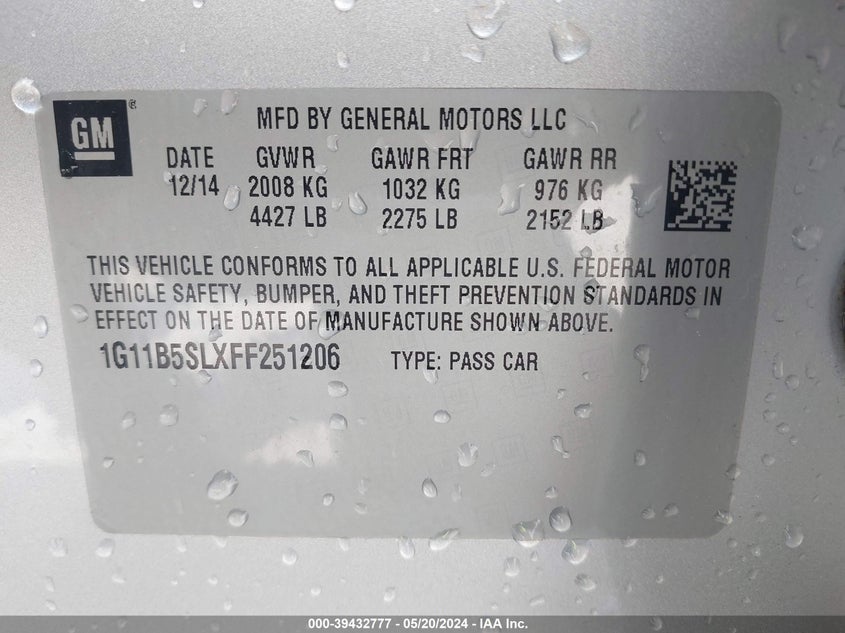 GM
MFD BY GENERAL MOTORS LLC
DATE GVWR GAWR FRT GAWR RR
12/14 2008 KG 1032 KG 976 KG
4427 LB 2275 LB 2152 LB
THIS VEHICLE CONFORMS TO ALL APPLICABLE U.S. FEDERAL MOTOR
VEHICLE SAFETY, BUMPER, AND THEFT PREVENTION STANDARDS IN
EFFECT ON THE DATE OF MANUFACTURE SHOWN ABOVE.
1G11B5SLXFF251206 TYPE: PASS CAR
000-39432777 - 05/20/2024 - IAA Inc.